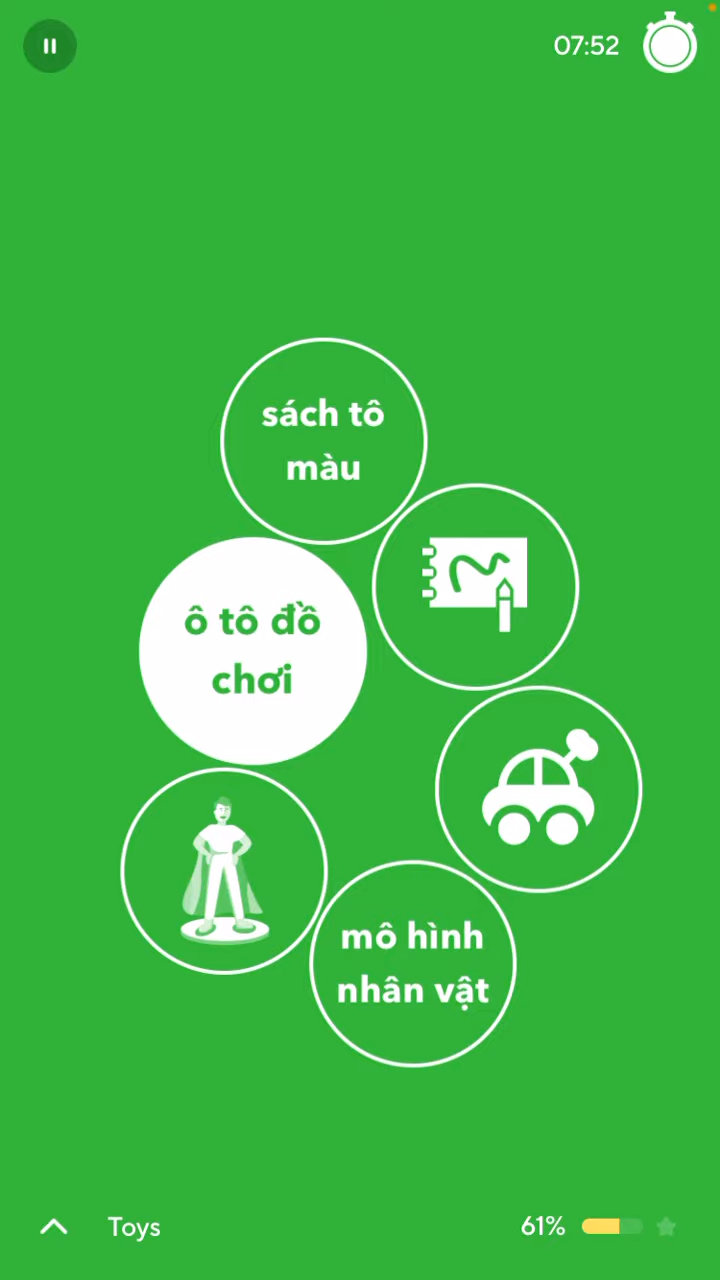 07:52
sách tô
màu
ô tô đồ
chơi
mô hình
nhân vật
Toys
61%